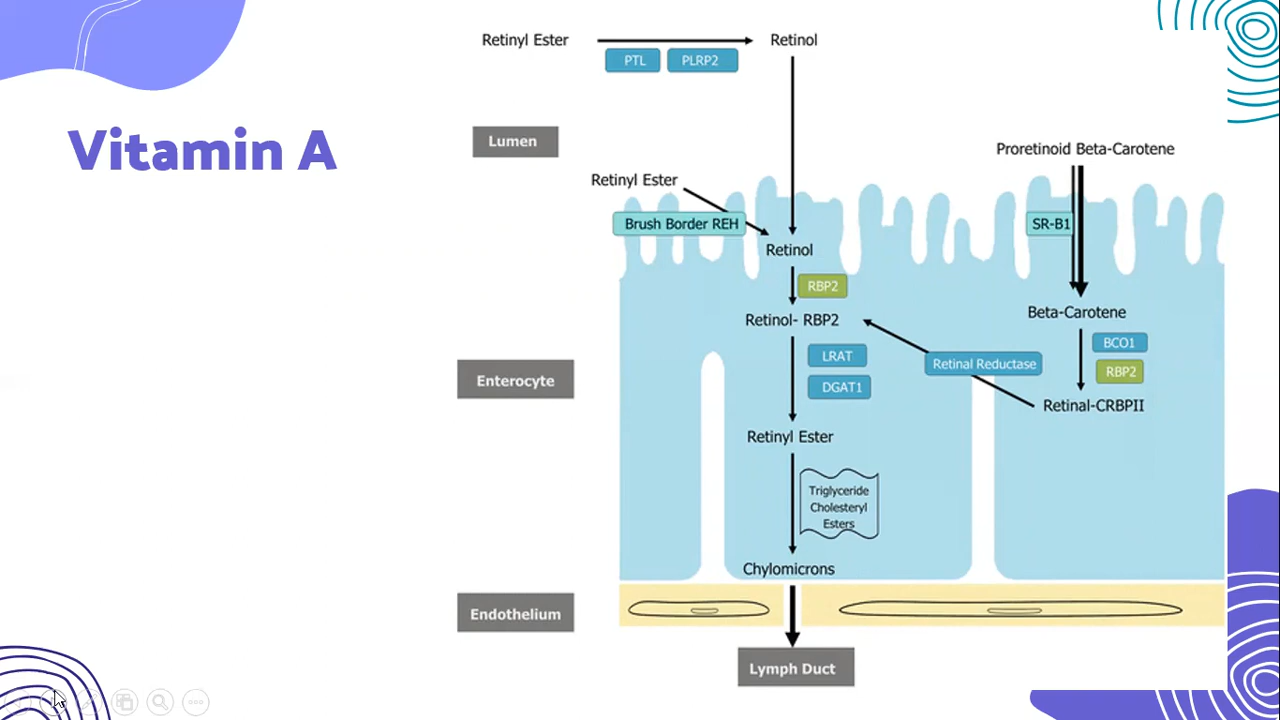 Vitamin A
Retinyl Ester
Retinol
PTL
PLRP2
Lumen
Proretinoid Beta-Carotene
Retinyl Ester
Brush Border REH
SR-B1
Retinol
RBP2
Retinol- RBP2
Beta-Carotene
LRAT
BCO1
Retinal Reductase
RBP2
Enterocyte
DGAT1
Retinal-CRBPII
Retinyl Ester
Triglyceride
Cholesteryl
Esters
Chylomicrons
Endothelium
Lymph Duct